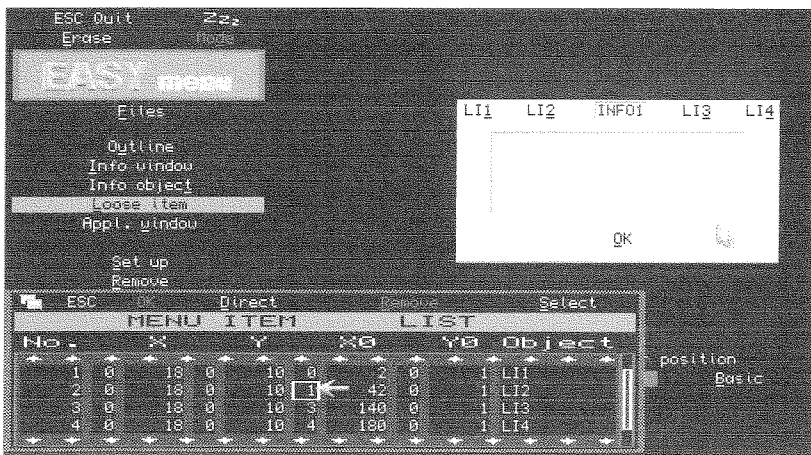 ESC Quit Zzz
Erase Mode
EASY menu
Files
Outline
Info window
Info object
Loose item
Appl. window
Set up
Remove
LI1 LI2 INFO1 LI3 LI4
OK
ESC OK Direct Remove Select
MENU ITEM LIST
No. X Y X0 Y0 Object
1 0 18 0 10 0 2 0 1 LI1
2 0 18 0 10 1 42 0 1 LI2
3 0 18 0 10 3 140 0 1 LI3
4 0 18 0 10 4 180 0 1 LI4
position
Basic